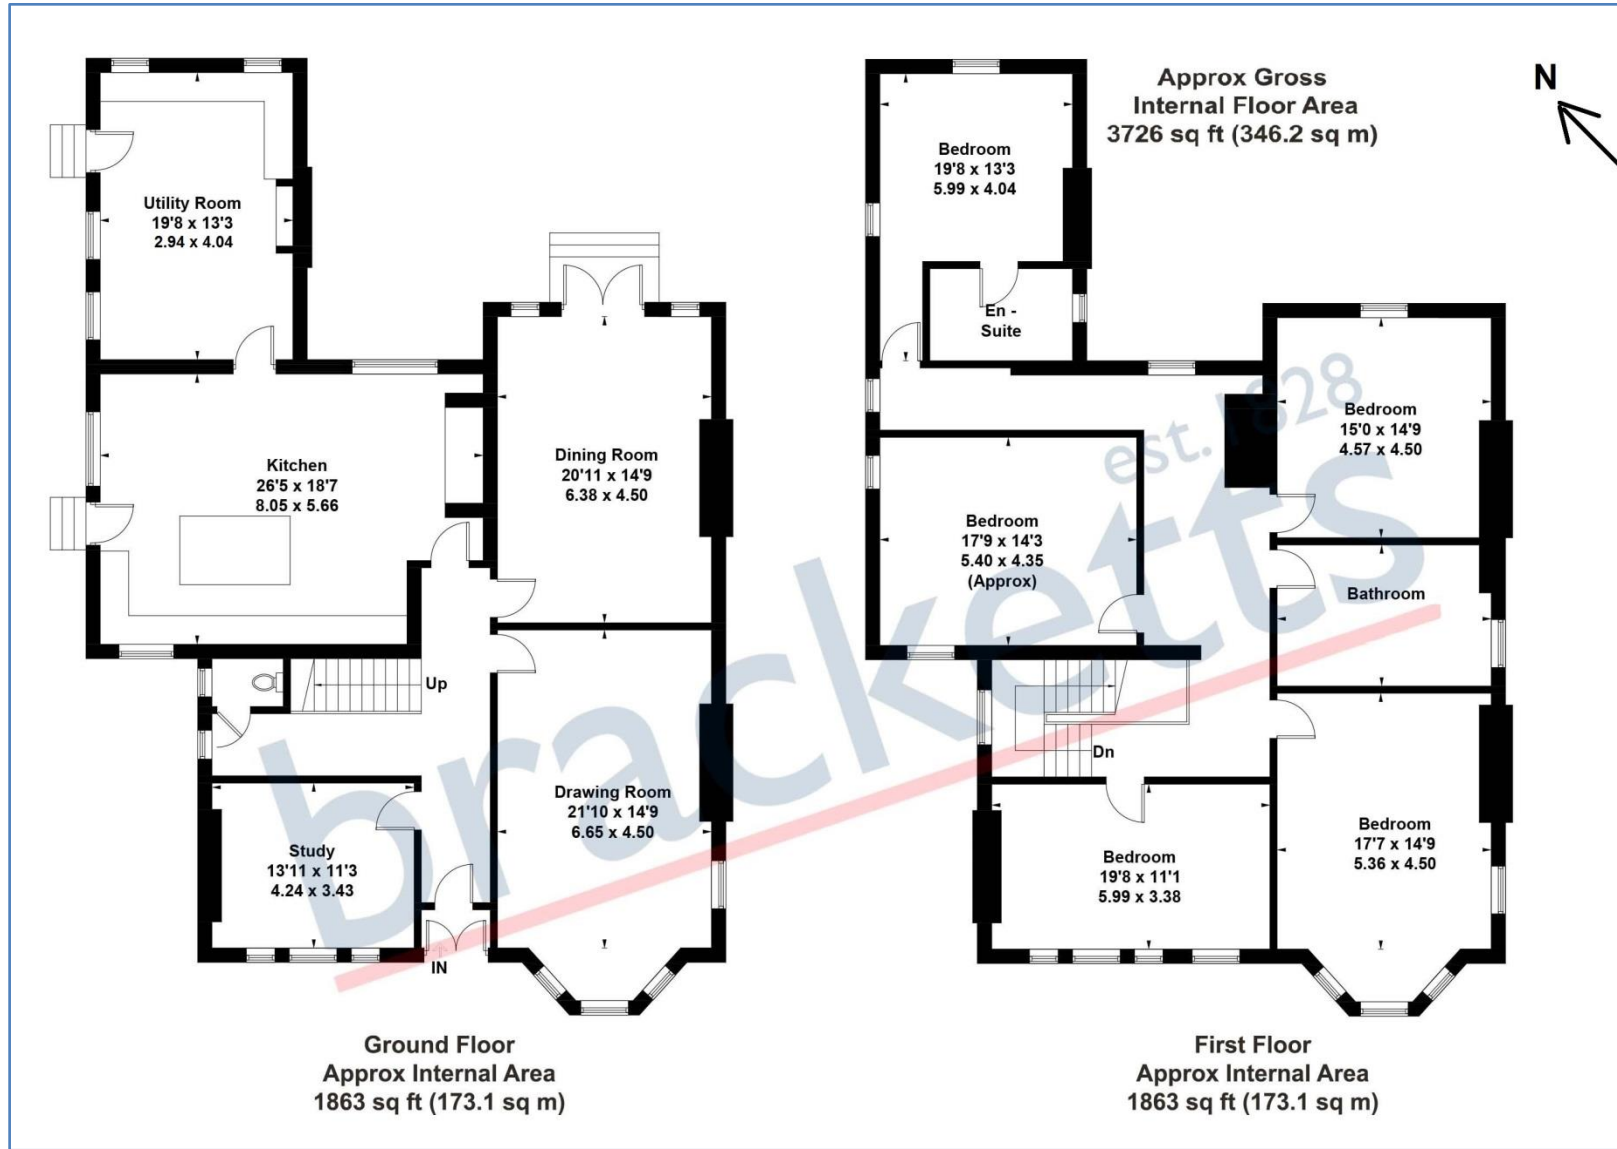 Utility Room
19'8 x 13'3
2.94 x 4.04
Kitchen
26'5 x 18'7
8.05 x 5.66
Dining Room
20'11 x 14'9
6.38 x 4.50
Up
Drawing Room
21'10 x 14'9
6.65 x 4.50
Study
13'11 x 11'3
4.24 x 3.43
IN
Ground Floor
Approx Internal Area
1863 sq ft (173.1 sq m)
Approx Gross
Internal Floor Area
3726 sq ft (346.2 sq m)
N
Bedroom
19'8 x 13'3
5.99 x 4.04
En -
Suite
Bedroom
15'0 x 14'9
4.57 x 4.50
Bedroom
17'9 x 14'3
5.40 x 4.35
(Approx)
Bathroom
Dn
Bedroom
19'8 x 11'1
5.99 x 3.38
Bedroom
17'7 x 14'9
5.36 x 4.50
First Floor
Approx Internal Area
1863 sq ft (173.1 sq m)
est.1828
bracketts